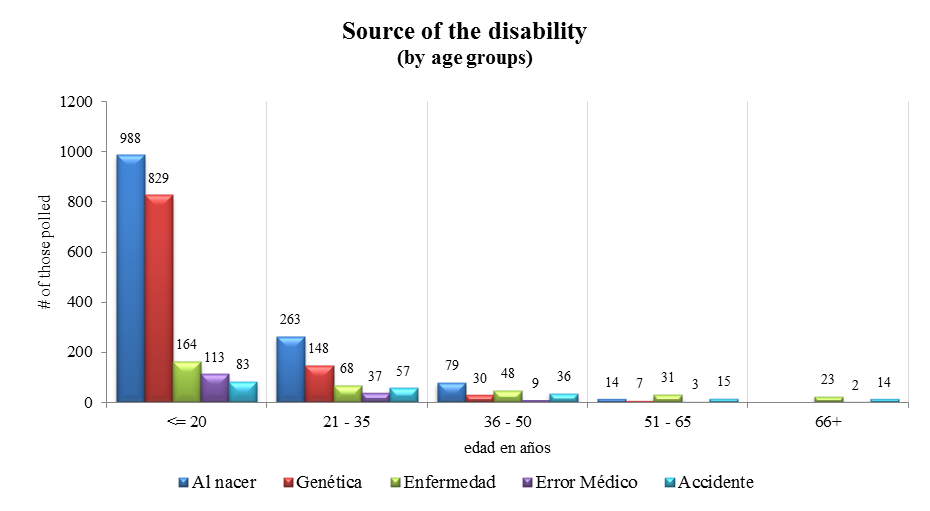 Source of the disability
(by age groups)
# of those polled
1200
1000
800
600
400
200
0
988
829
164
113
83
263
148
68
37
57
79
30
48
9
36
14
7
31
3
15
23
2
14
<= 20
21 - 35
36 - 50
51 - 65
66+
edad en años
Al nacer
Genética
Enfermedad
Error Médico
Accidente